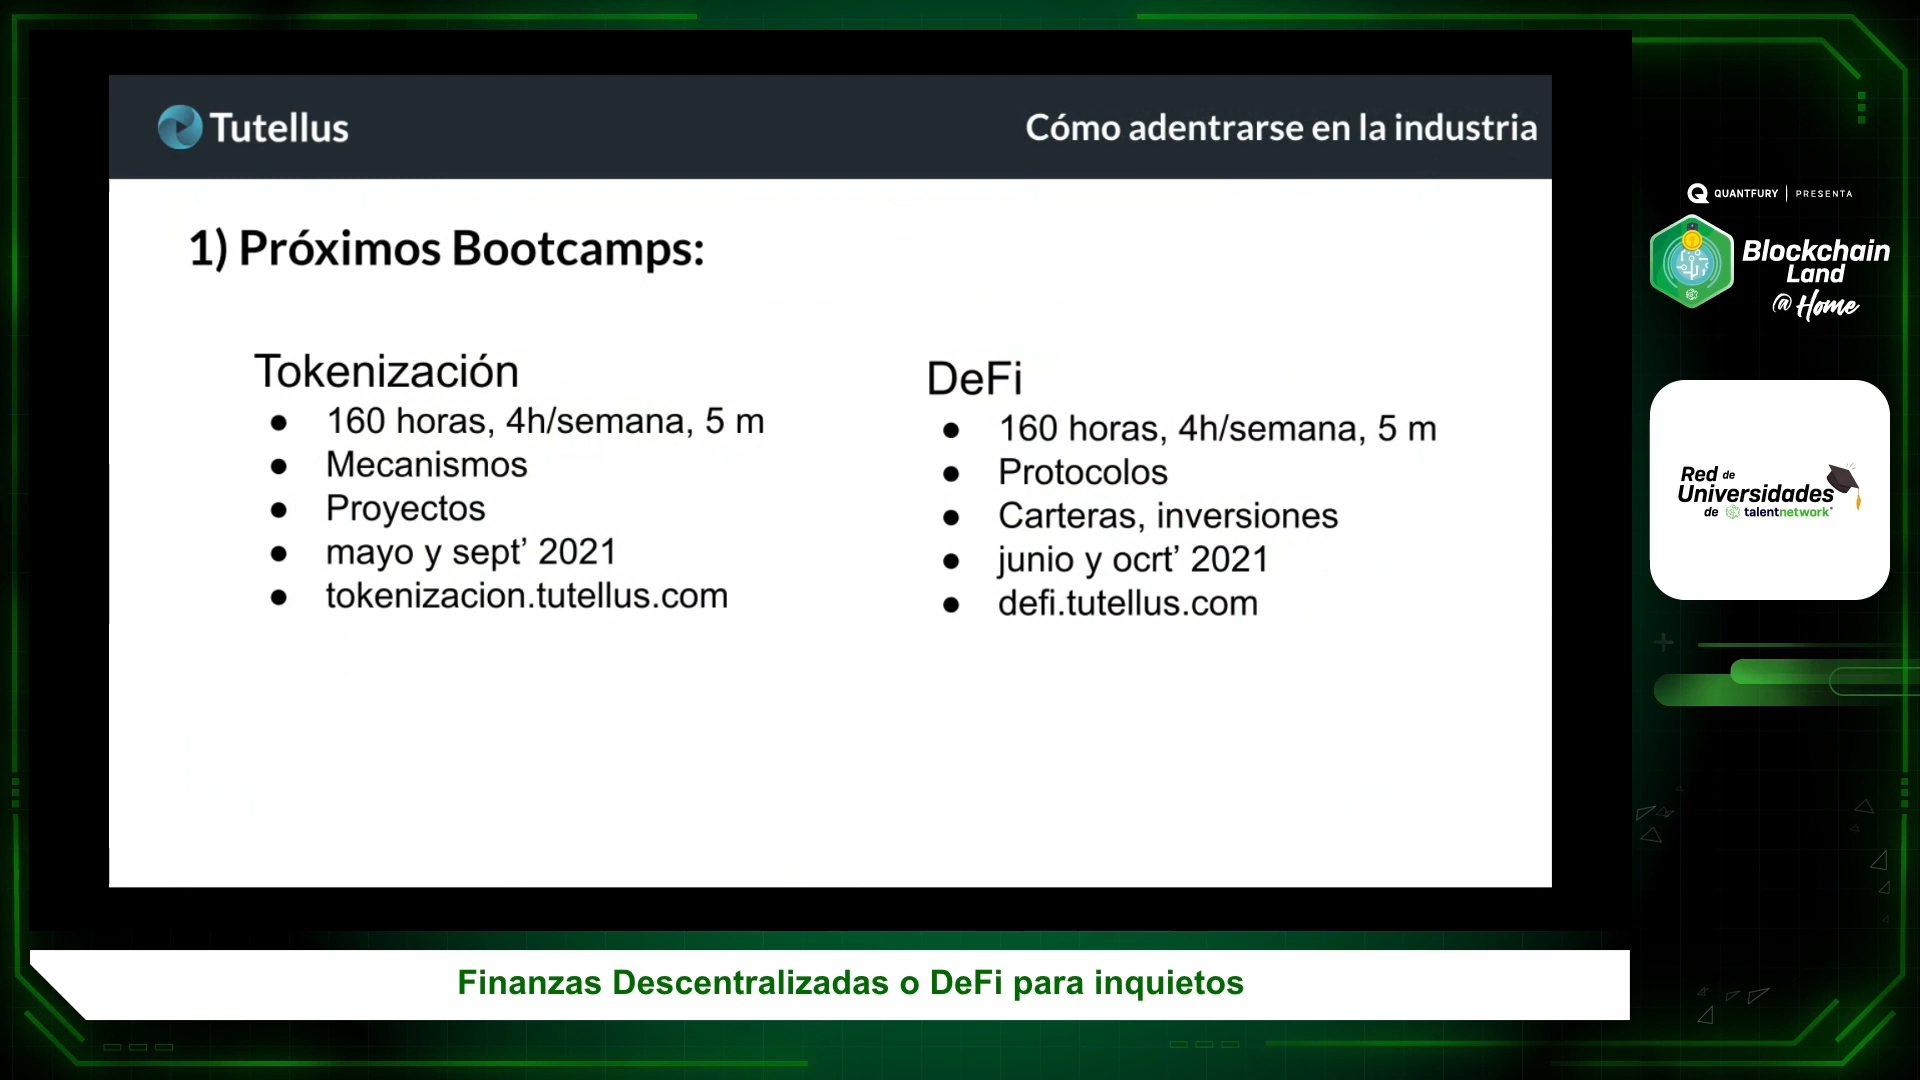 Tutellus
Cómo adentrarse en la industria
1) Próximos Bootcamps:
Tokenización
● 160 horas, 4h/semana, 5 m
● Mecanismos
● Proyectos
● mayo y sept’ 2021
● tokenizacion.tutellus.com
DeFi
● 160 horas, 4h/semana, 5 m
● Protocolos
● Carteras, inversiones
● junio y ocrt’ 2021
● defi.tutellus.com
QUANTFURY | PRESENTA
Blockchain
Land
@Home
Red de
Universidades
de talentnetwork
Finanzas Descentralizadas o DeFi para inquietos